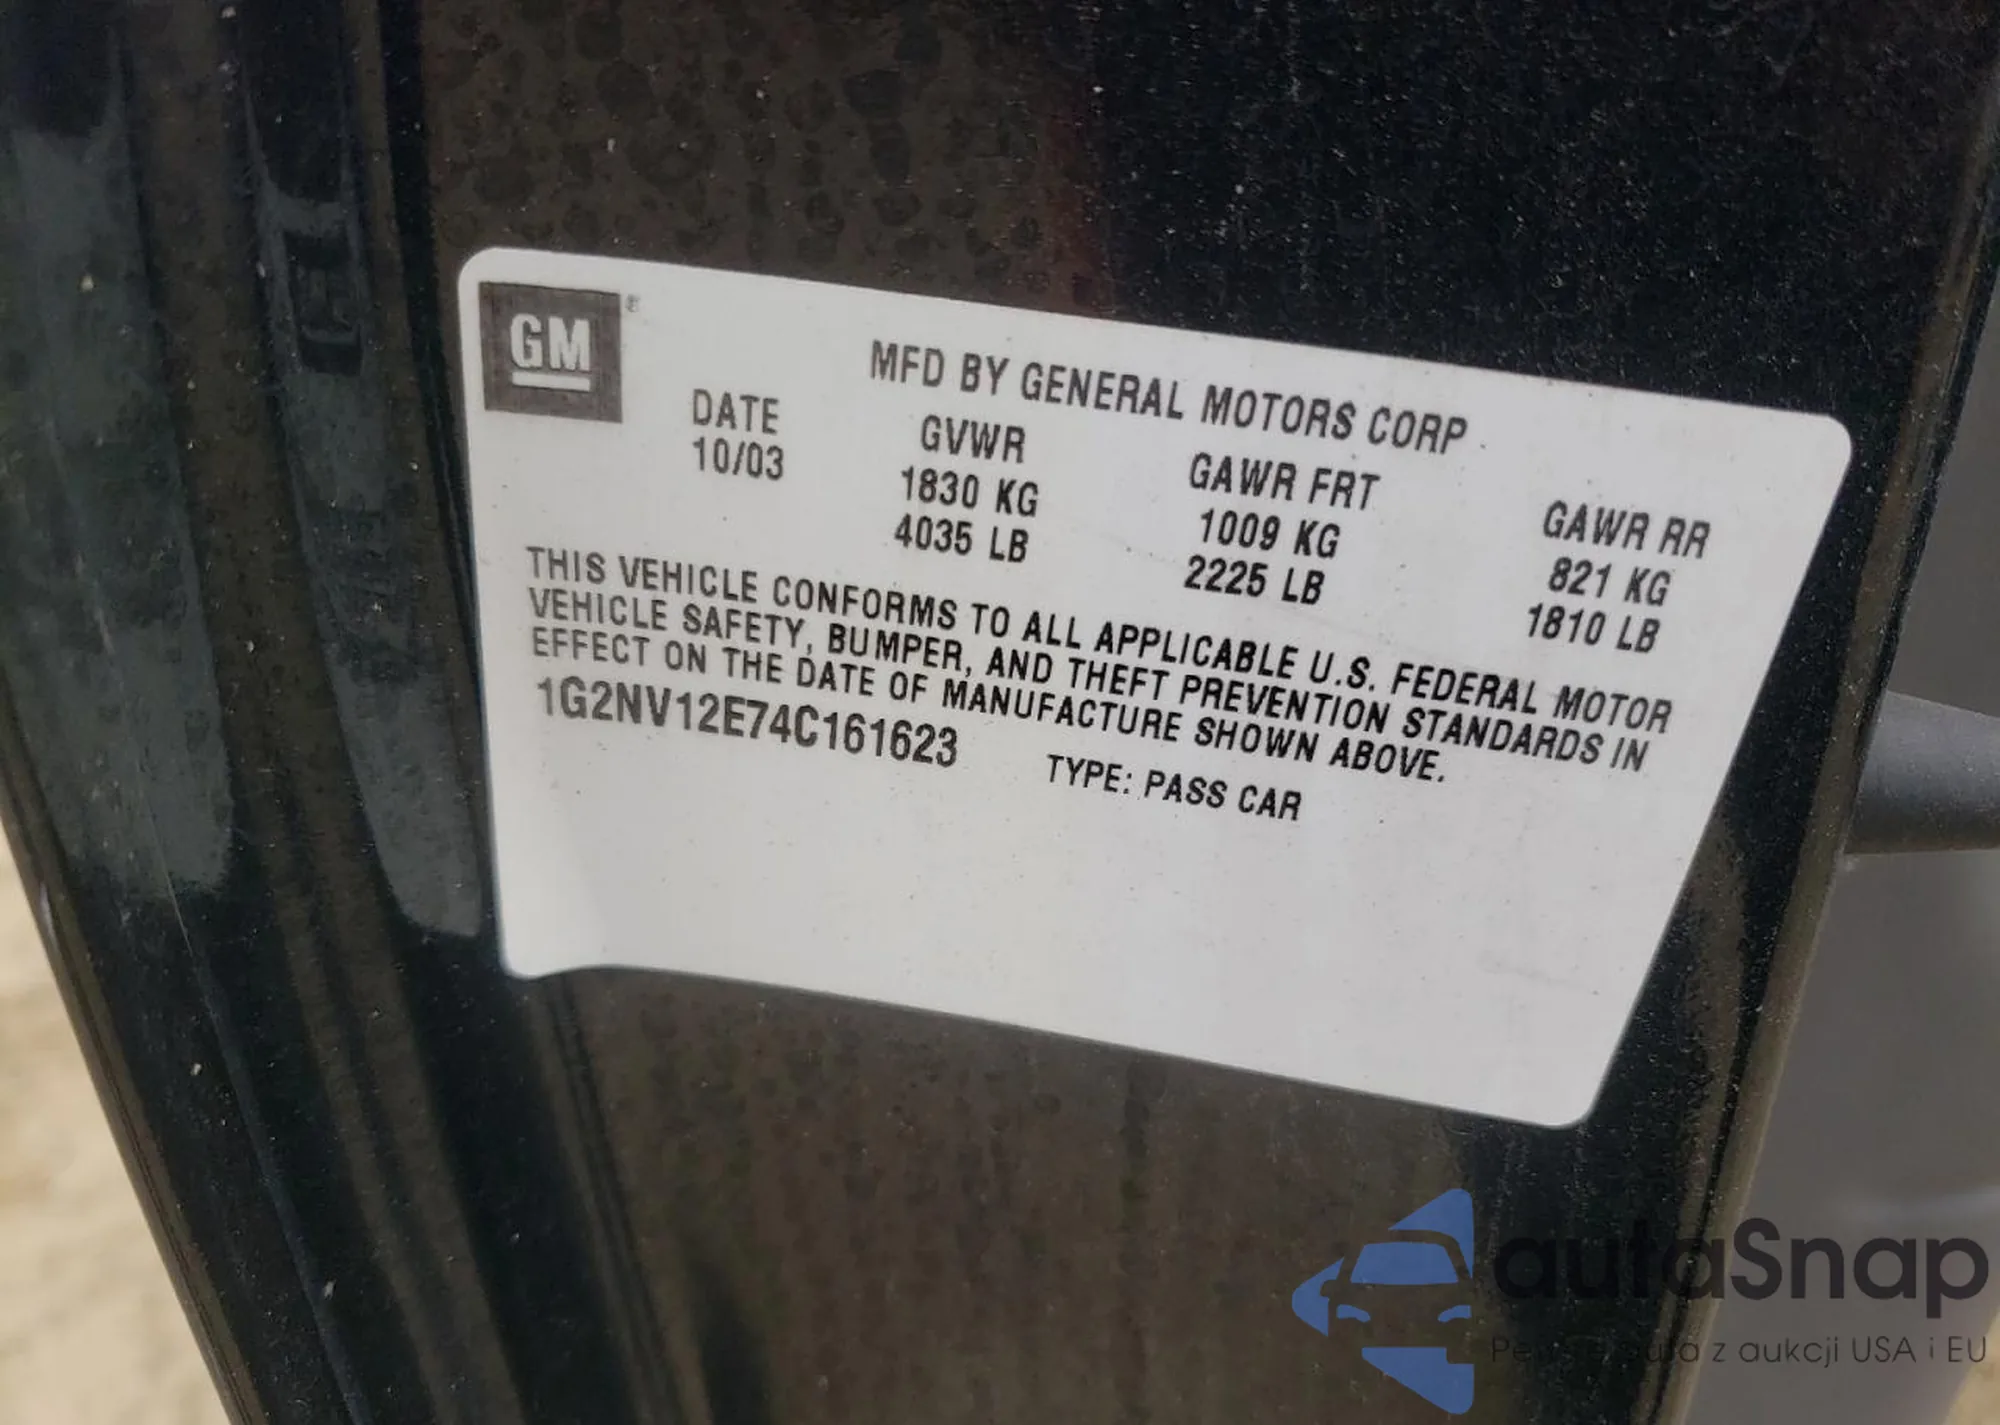 GM®
MFD BY GENERAL MOTORS CORP
DATE GVWR GAWR FRT GAWR RR
10/03 1830 KG 1009 KG 821 KG
4035 LB 2225 LB 1810 LB
THIS VEHICLE CONFORMS TO ALL APPLICABLE U.S. FEDERAL MOTOR
VEHICLE SAFETY, BUMPER, AND THEFT PREVENTION STANDARDS IN
EFFECT ON THE DATE OF MANUFACTURE SHOWN ABOVE.
1G2NV12E74C161623 TYPE: PASS CAR
autaSnap
auta z aukcji USA i EU